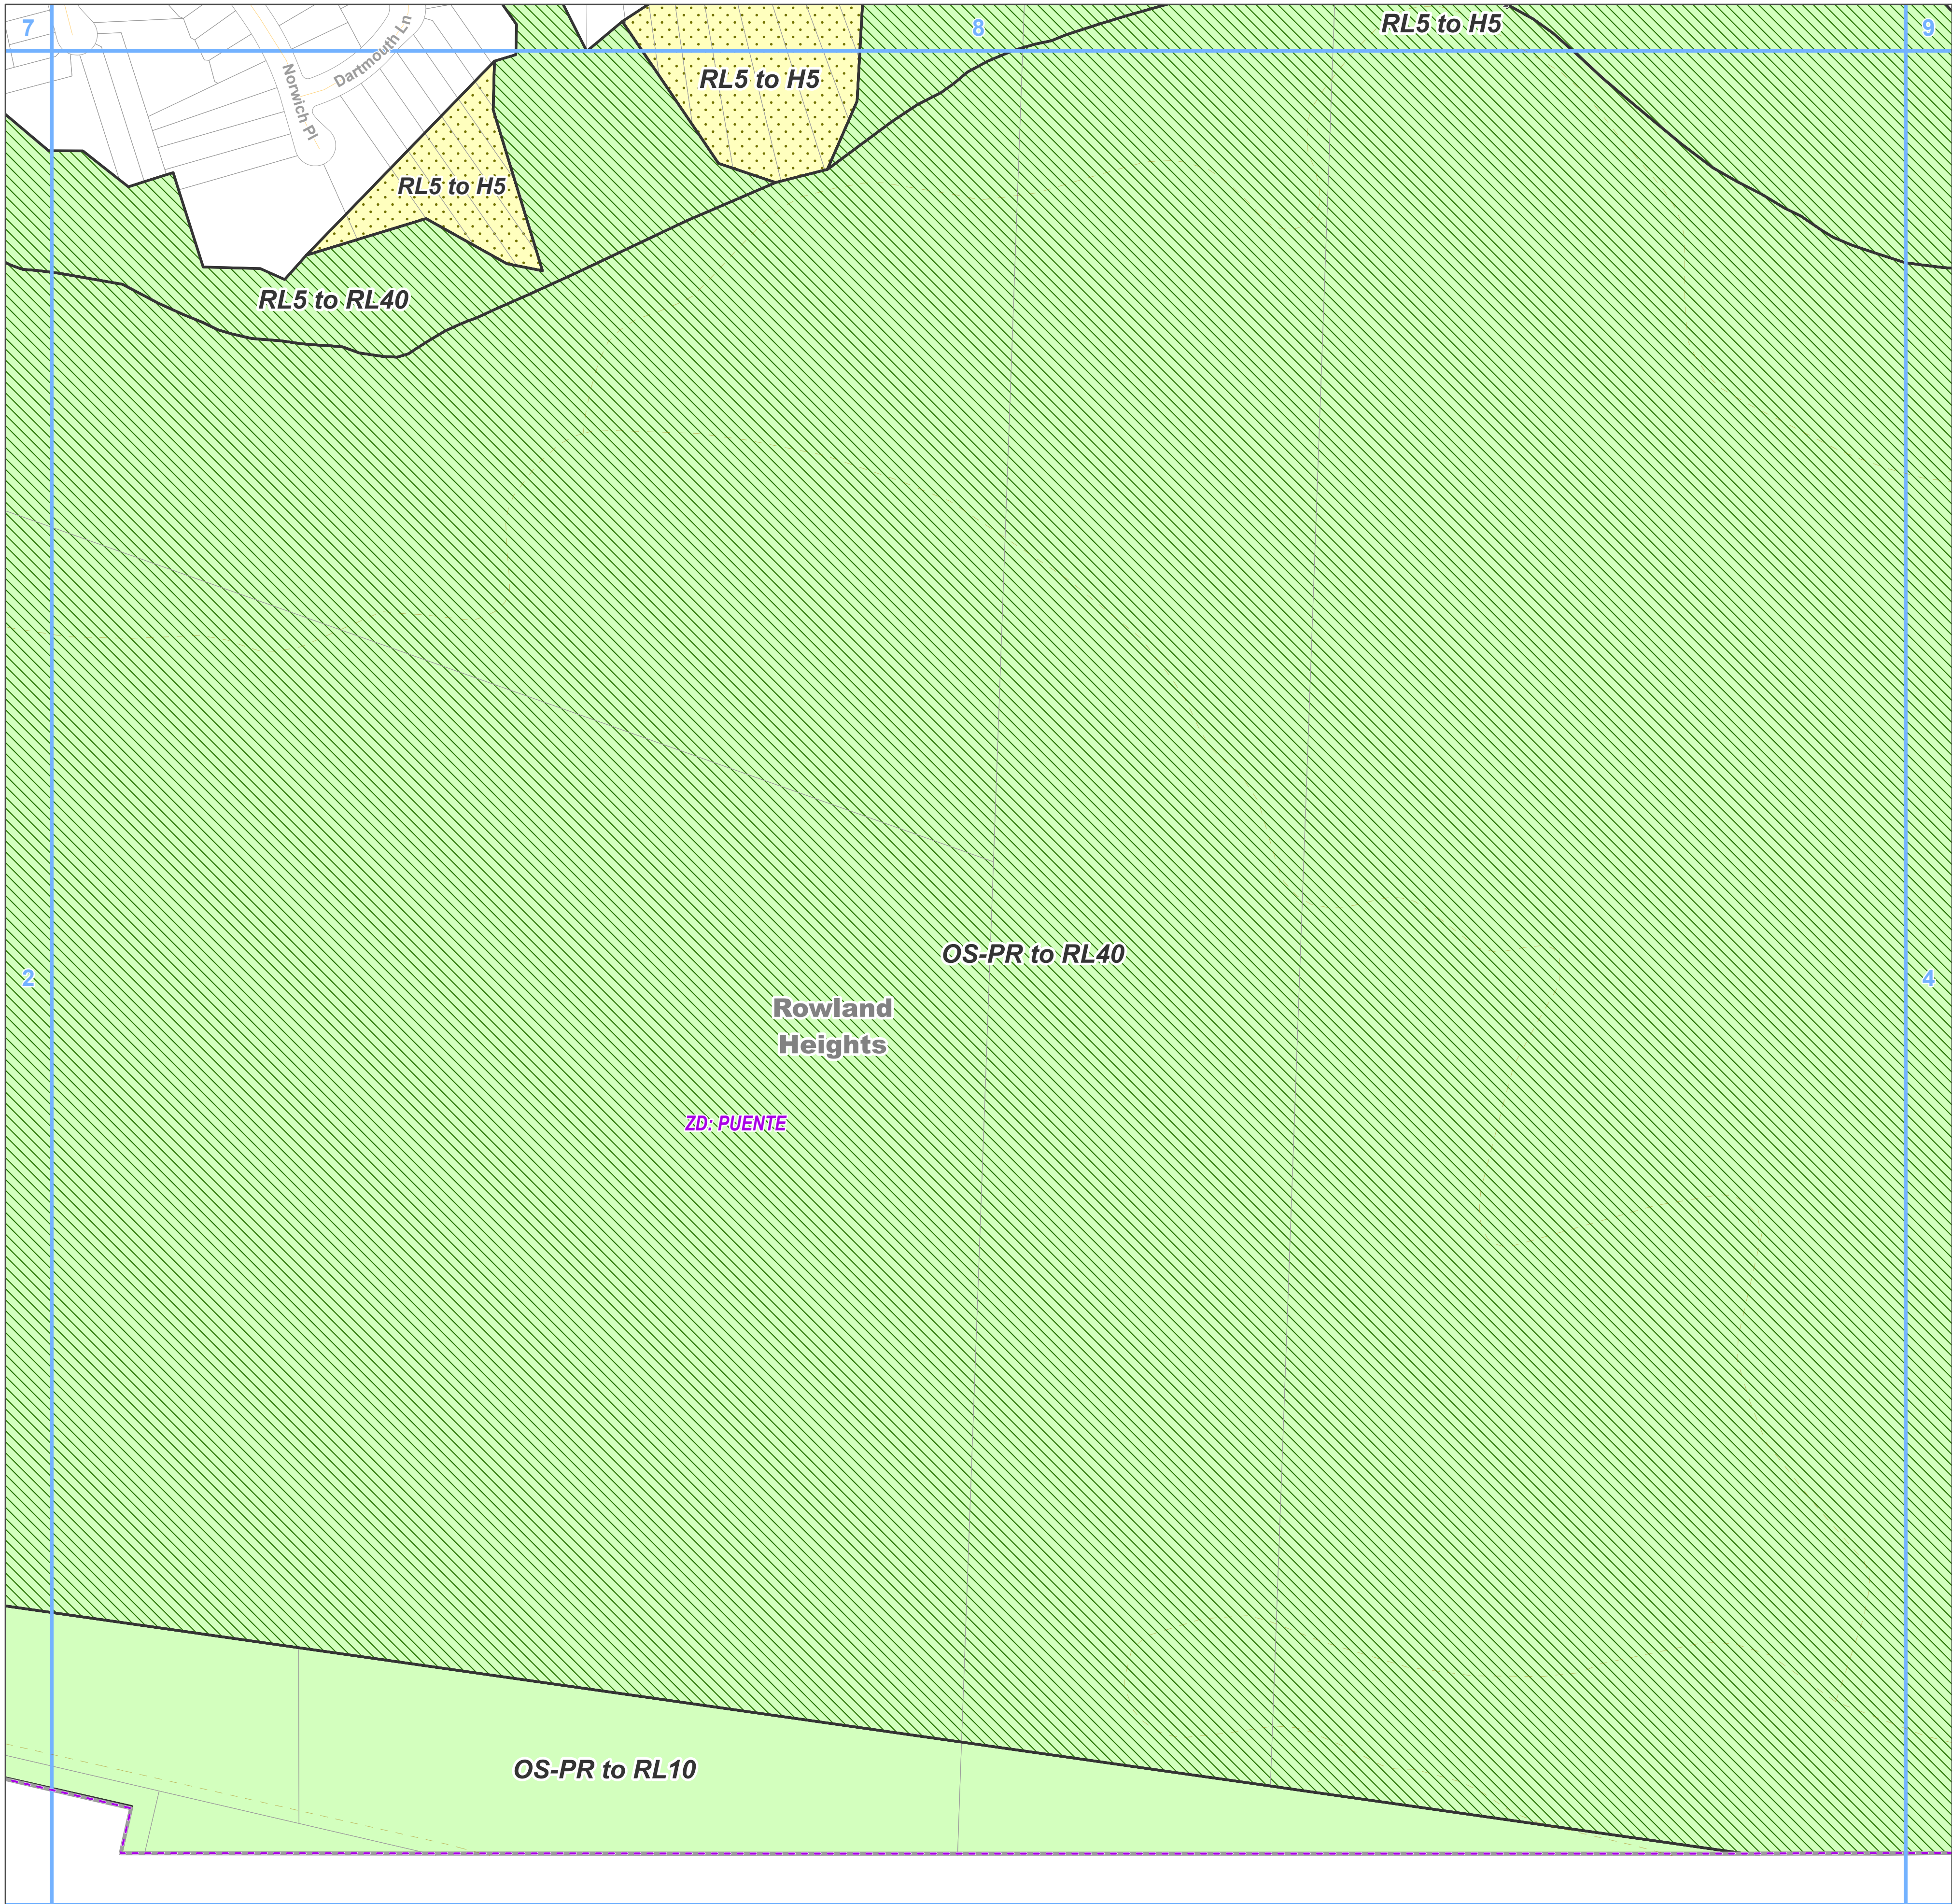 7
8
9
RL5 to H5
RL5 to H5
Dartmouth Ln
Norwich Pl
RL5 to H5
RL5 to RL40
OS-PR to RL40
2
4
Rowland
Heights
ZD: PUENTE
OS-PR to RL10